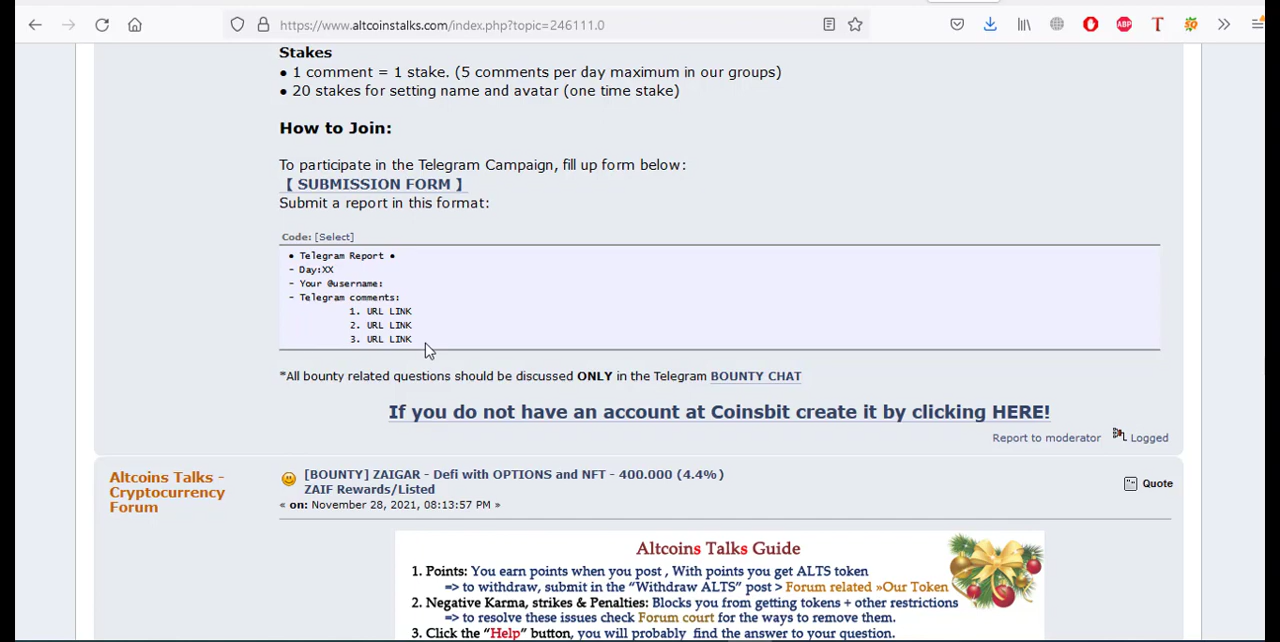 https://www.altcoinstalks.com/index.php?topic=246111.0
Stakes
● 1 comment = 1 stake. (5 comments per day maximum in our groups)
● 20 stakes for setting name and avatar (one time stake)
How to Join:
To participate in the Telegram Campaign, fill up form below:
【 SUBMISSION FORM 】
Submit a report in this format:
Code: [Select]
● Telegram Report ●
- Day:XX
- Your @username:
- Telegram comments:
1. URL LINK
2. URL LINK
3. URL LINK
*All bounty related questions should be discussed ONLY in the Telegram BOUNTY CHAT
If you do not have an account at Coinsbit create it by clicking HERE!
Report to moderator Logged
Altcoins Talks - Cryptocurrency Forum
[BOUNTY] ZAIGAR - Defi with OPTIONS and NFT - 400.000 (4.4%)
ZAIF Rewards/Listed
« on: November 28, 2021, 08:13:57 PM »
Quote
Altcoins Talks Guide
1. Points: You earn points when you post , With points you get ALTS token
=> to withdraw, submit in the "Withdraw ALTS" post > Forum related »Our Token
2. Negative Karma, strikes & Penalties: Blocks you from getting tokens + other restrictions
=> to resolve these issues check Forum court for the ways to remove them.
3. Click the "Help" button, you will probably find the answer to your question.